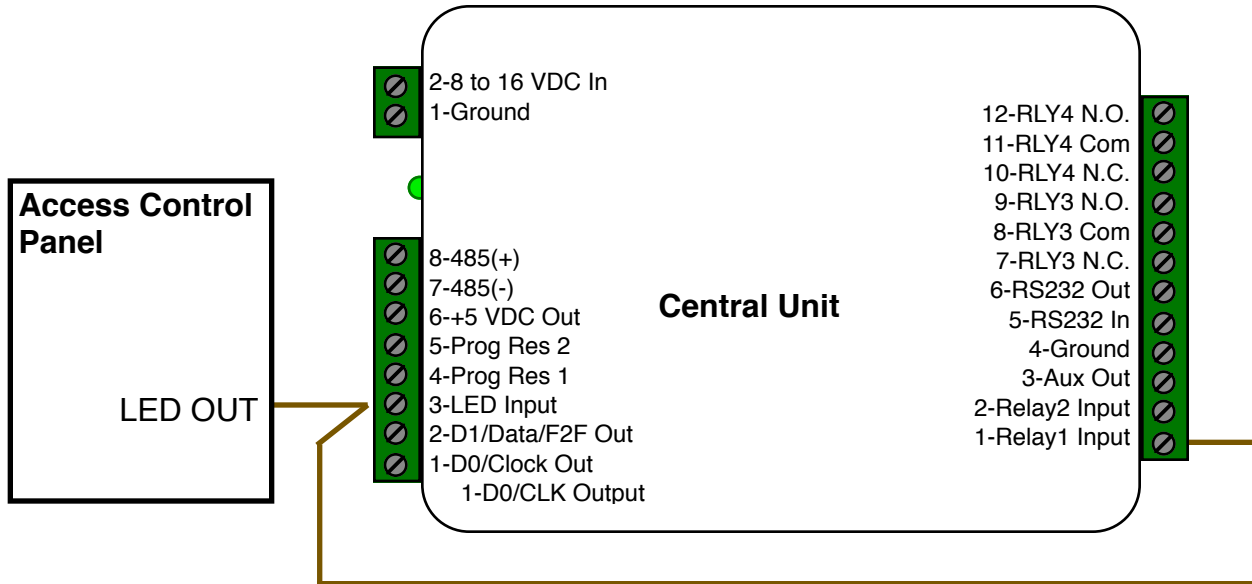 2-8 to 16 VDC In
1-Ground
Access Control
Panel
LED OUT
8-485(+)
7-485(-)
6-+5 VDC Out
5-Prog Res 2
4-Prog Res 1
3-LED Input
2-D1/Data/F2F Out
1-D0/Clock Out
1-D0/CLK Output
Central Unit
12-RLY4 N.O.
11-RLY4 Com
10-RLY4 N.C.
9-RLY3 N.O.
8-RLY3 Com
7-RLY3 N.C.
6-RS232 Out
5-RS232 In
4-Ground
3-Aux Out
2-Relay2 Input
1-Relay1 Input